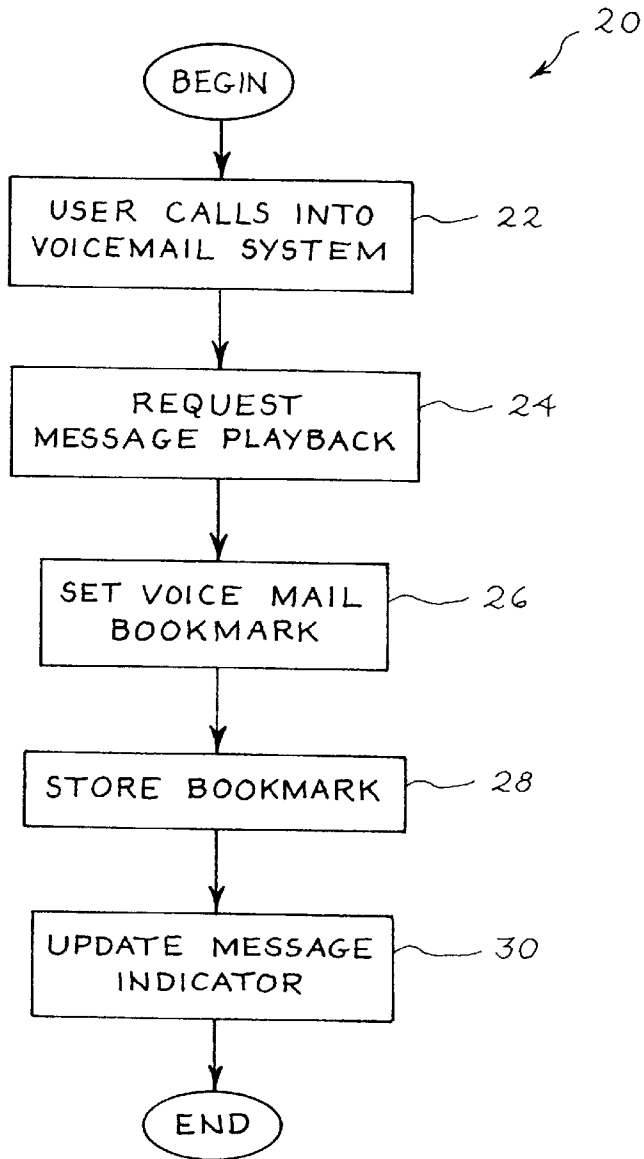 20
BEGIN
USER CALLS INTO
VOICEMAIL SYSTEM
22
REQUEST
MESSAGE PLAYBACK
24
SET VOICE MAIL
BOOKMARK
26
STORE BOOKMARK
28
UPDATE MESSAGE
INDICATOR
30
END